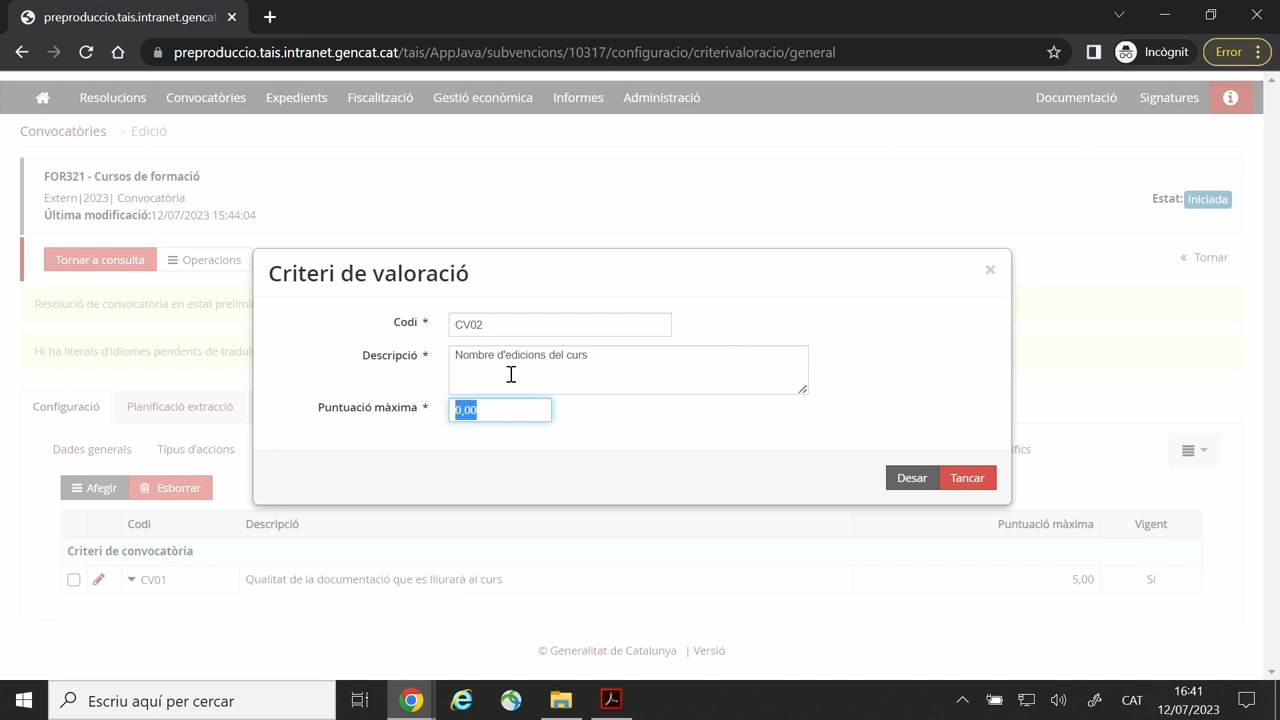 preproduccio.tais.intranet.gencat
preproduccio.tais.intranet.gencat.cat/tais/AppJava/subvencions/10317/configuracio/criterivaloracio/general
Incògnit
Error
Resolucions Convocatòries Expedients Fiscalització Gestió econòmica Informes Administració Documentació Signatures
Convocatòries > Edició
FOR321 - Cursos de formació
Extern|2023| Convocatòria
Última modificació:12/07/2023 15:44:04
Estat: Iniciada
Tornar a consulta Operacions « Tornar
Resolució de convocatòria en estat
Hi ha literals d'idiomes pendents de
Criteri de valoració ×
Codi * CV02
Descripció * Nombre d'edicions del curs
Puntuació màxima * 0,00
Desar Tancar
Configuració Planificació extracció
Dades generals Tipus d'accions
Afegir Esborrar
Codi Descripció Puntuació màxima Vigent
Criteri de convocatòria
CV01 Qualitat de la documentació que es lliurarà al curs 5,00 Sí
© Generalitat de Catalunya | Versió
Escriu aquí per cercar
CAT
16:41
12/07/2023